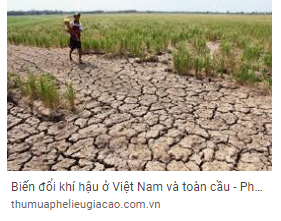 Biến đổi khí hậu ở Việt Nam và toàn cầu - Ph...
thumuaphelieugiacao.com.vn